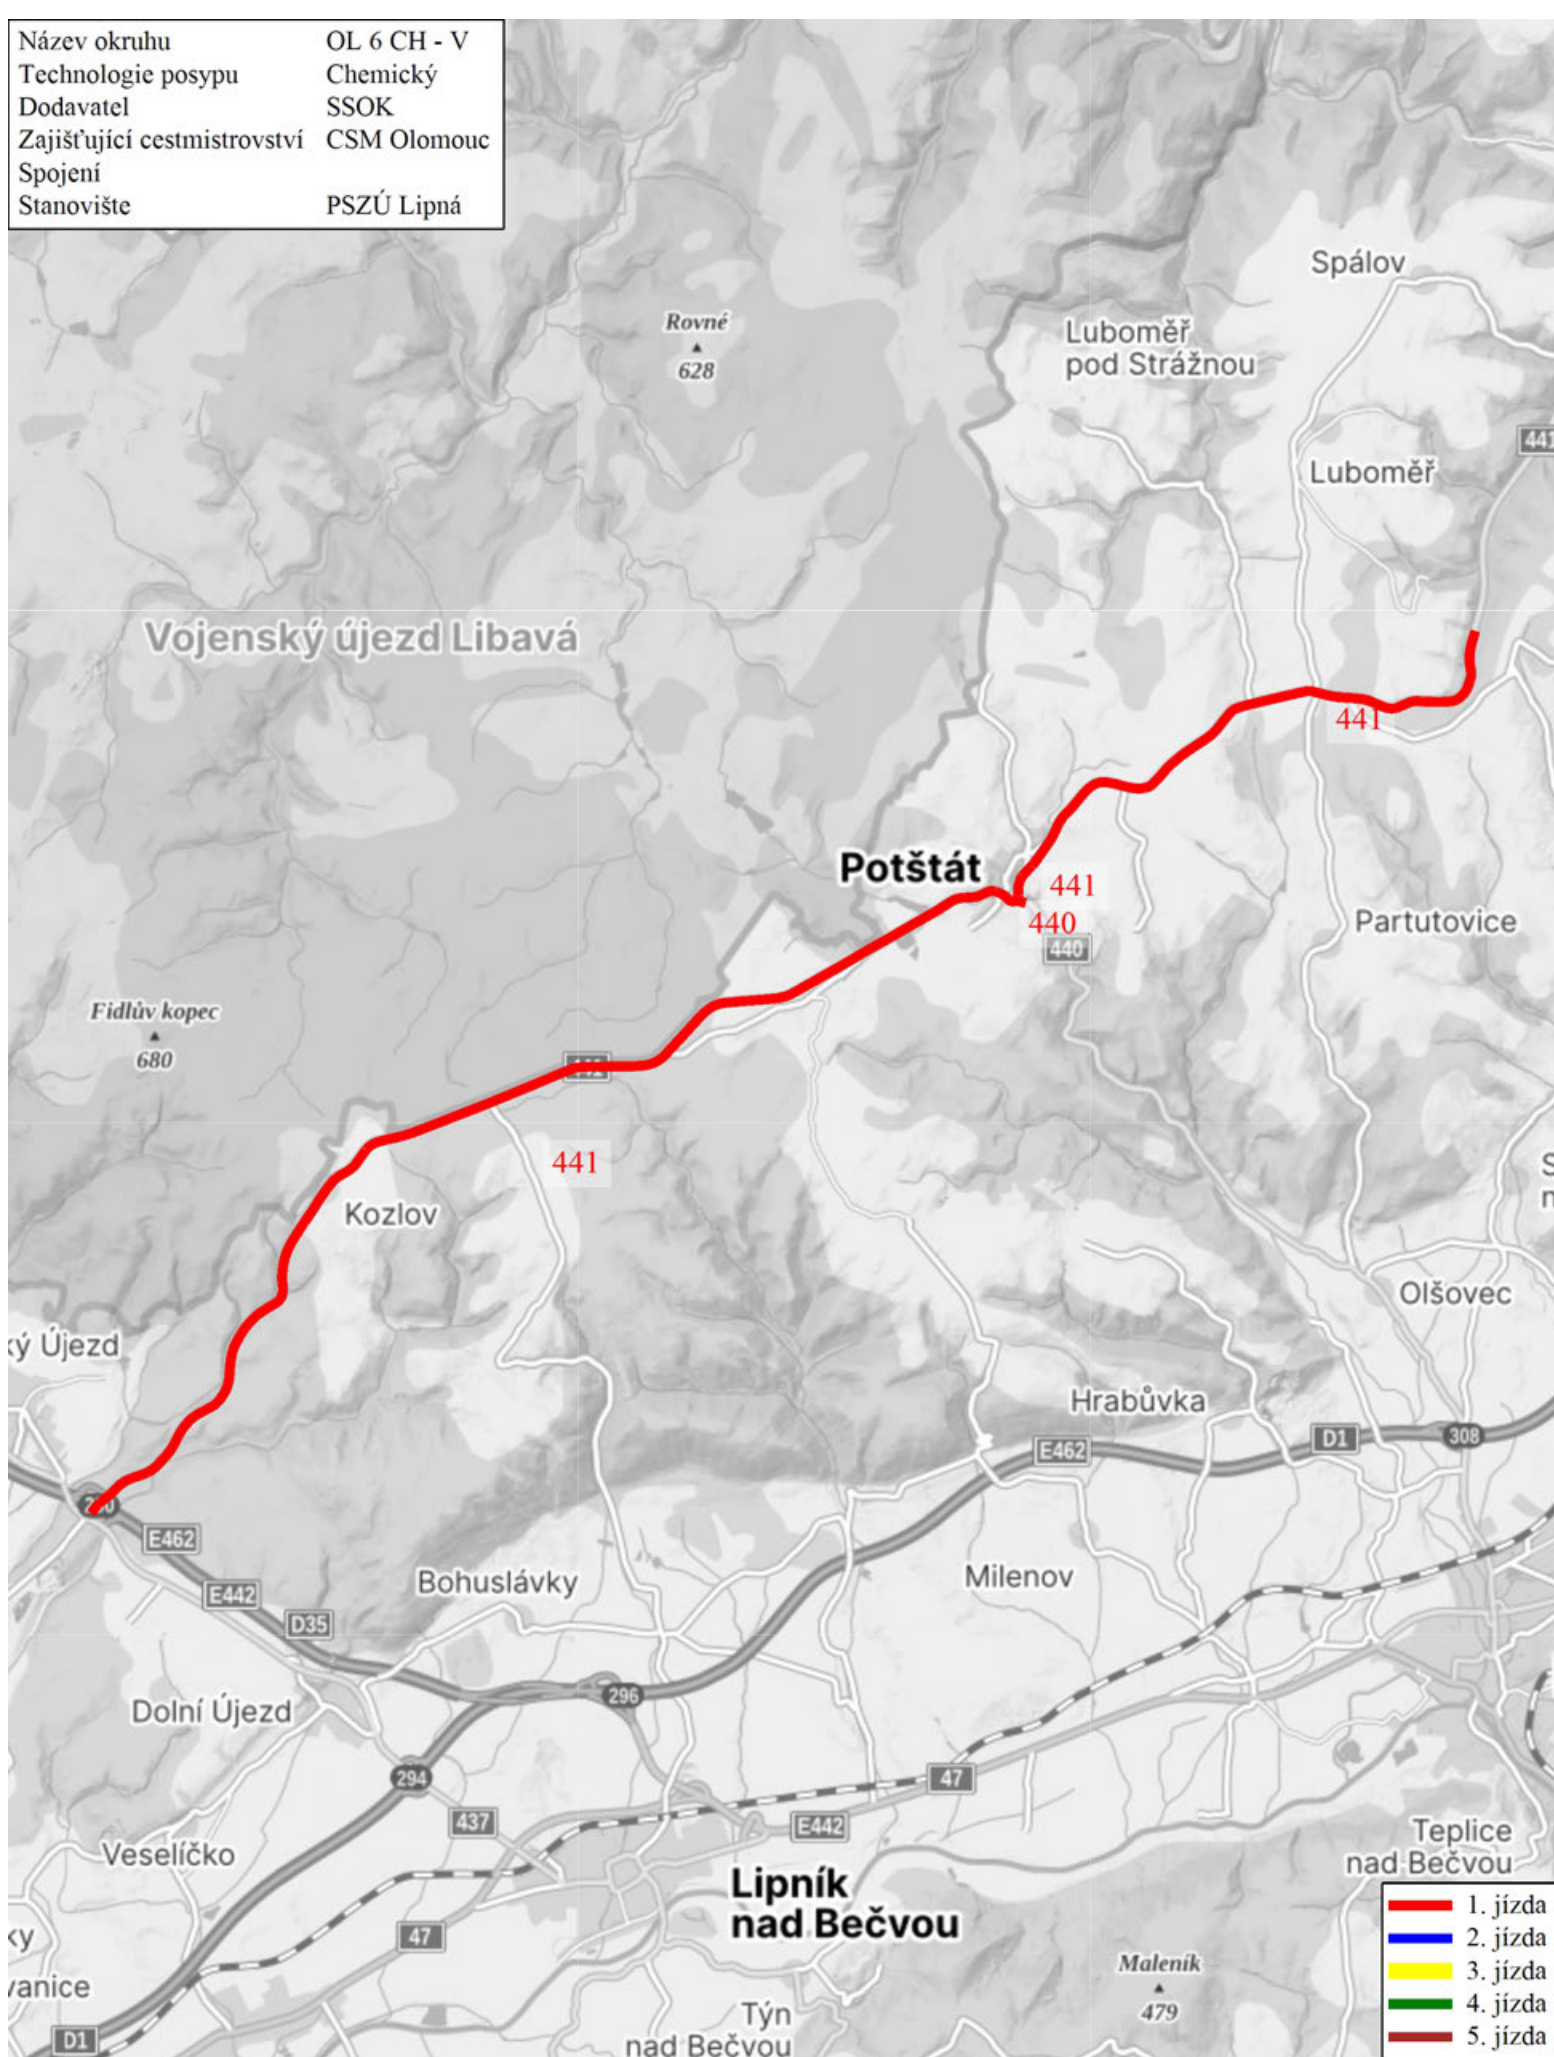 Název okruhu OL 6 CH - V
Technologie posypu Chemický
Dodavatel SSOK
Zajišťující cestmistrovství CSM Olomouc
Spojení
Stanoviště PSZÚ Lipná
Spálov
Rovné
628
Luboměř
pod Strážnou
441
Luboměř
Vojenský újezd Libavá
441
Potštát
441
440
440
Partutovice
Fidlův kopec
680
441
Kozlov
Olšovec
ký Újezd
Hrabůvka
D1
308
E462
E462
Milenov
Bohuslávky
E442
D35
296
Dolní Újezd
294
47
437
E442
Veselíčko
Teplice
nad Bečvou
Lipník
nad Bečvou
47
ky
Maleník
479
vanice
Týn
nad Bečvou
D1
1. jízda
2. jízda
3. jízda
4. jízda
5. jízda